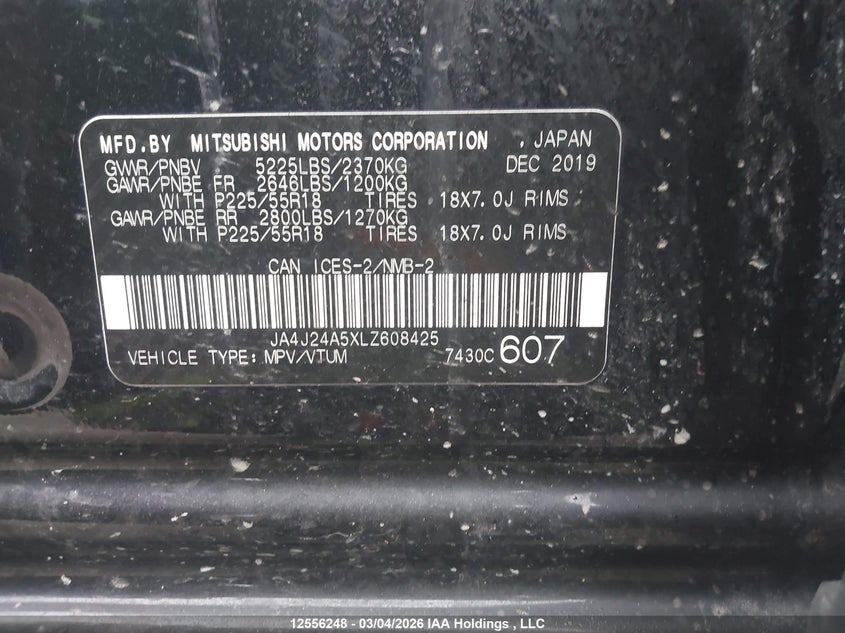 MFD.BY MITSUBISHI MOTORS CORPORATION , JAPAN
GVWR/PNBV 5225LBS/2370KG DEC 2019
GAWR/PNBE FR 2646LBS/1200KG
WITH P225/55R18 TIRES 18X7.0J RIMS
GAWR/PNBE RR 2800LBS/1270KG
WITH P225/55R18 TIRES 18X7.0J RIMS
CAN ICES-2/NMB-2
JA4J24A5XLZ608425
VEHICLE TYPE:MPV/VTUM 7430C 607
12556248 - 03/04/2026 IAA Holdings, LLC